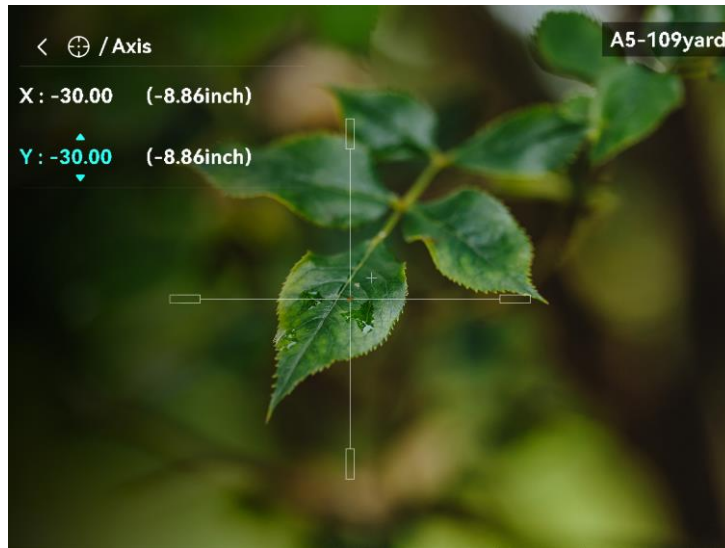 / Axis
A5-109yard
X : -30.00 (-8.86inch)
Y : -30.00 (-8.86inch)